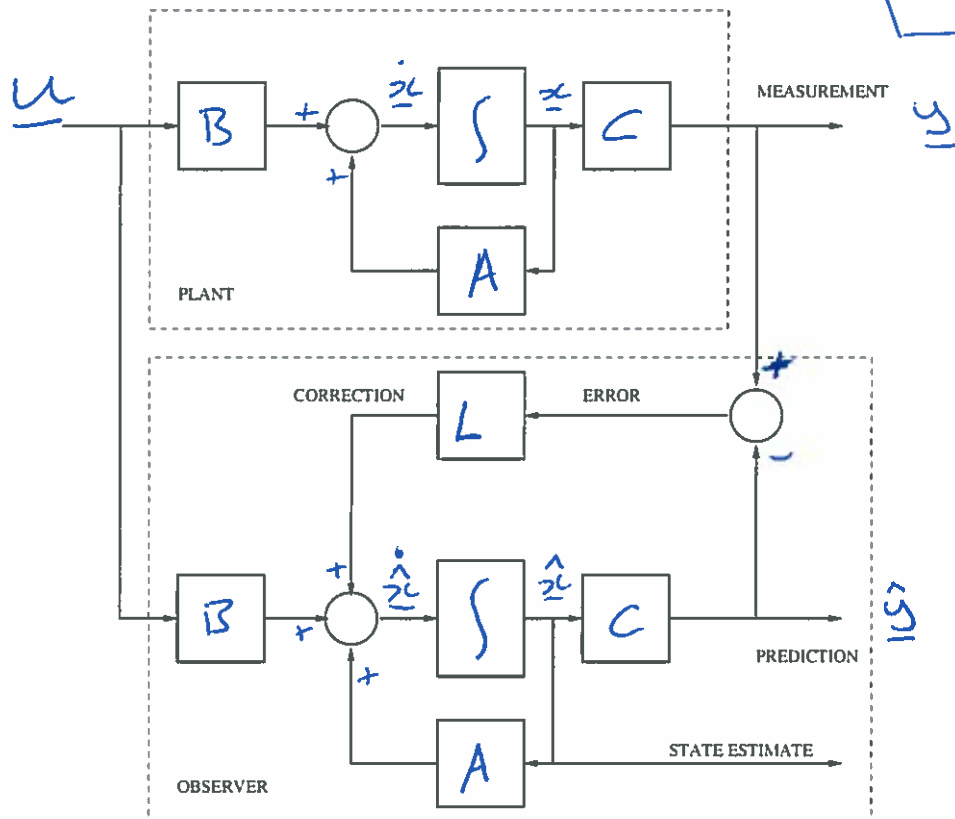 u B + ẋ ∫ x C MEASUREMENT y
+
A
PLANT
+
CORRECTION L ERROR
-
+
B + x̂̇ ∫ x̂ C ŷ
+
PREDICTION
A STATE ESTIMATE
OBSERVER